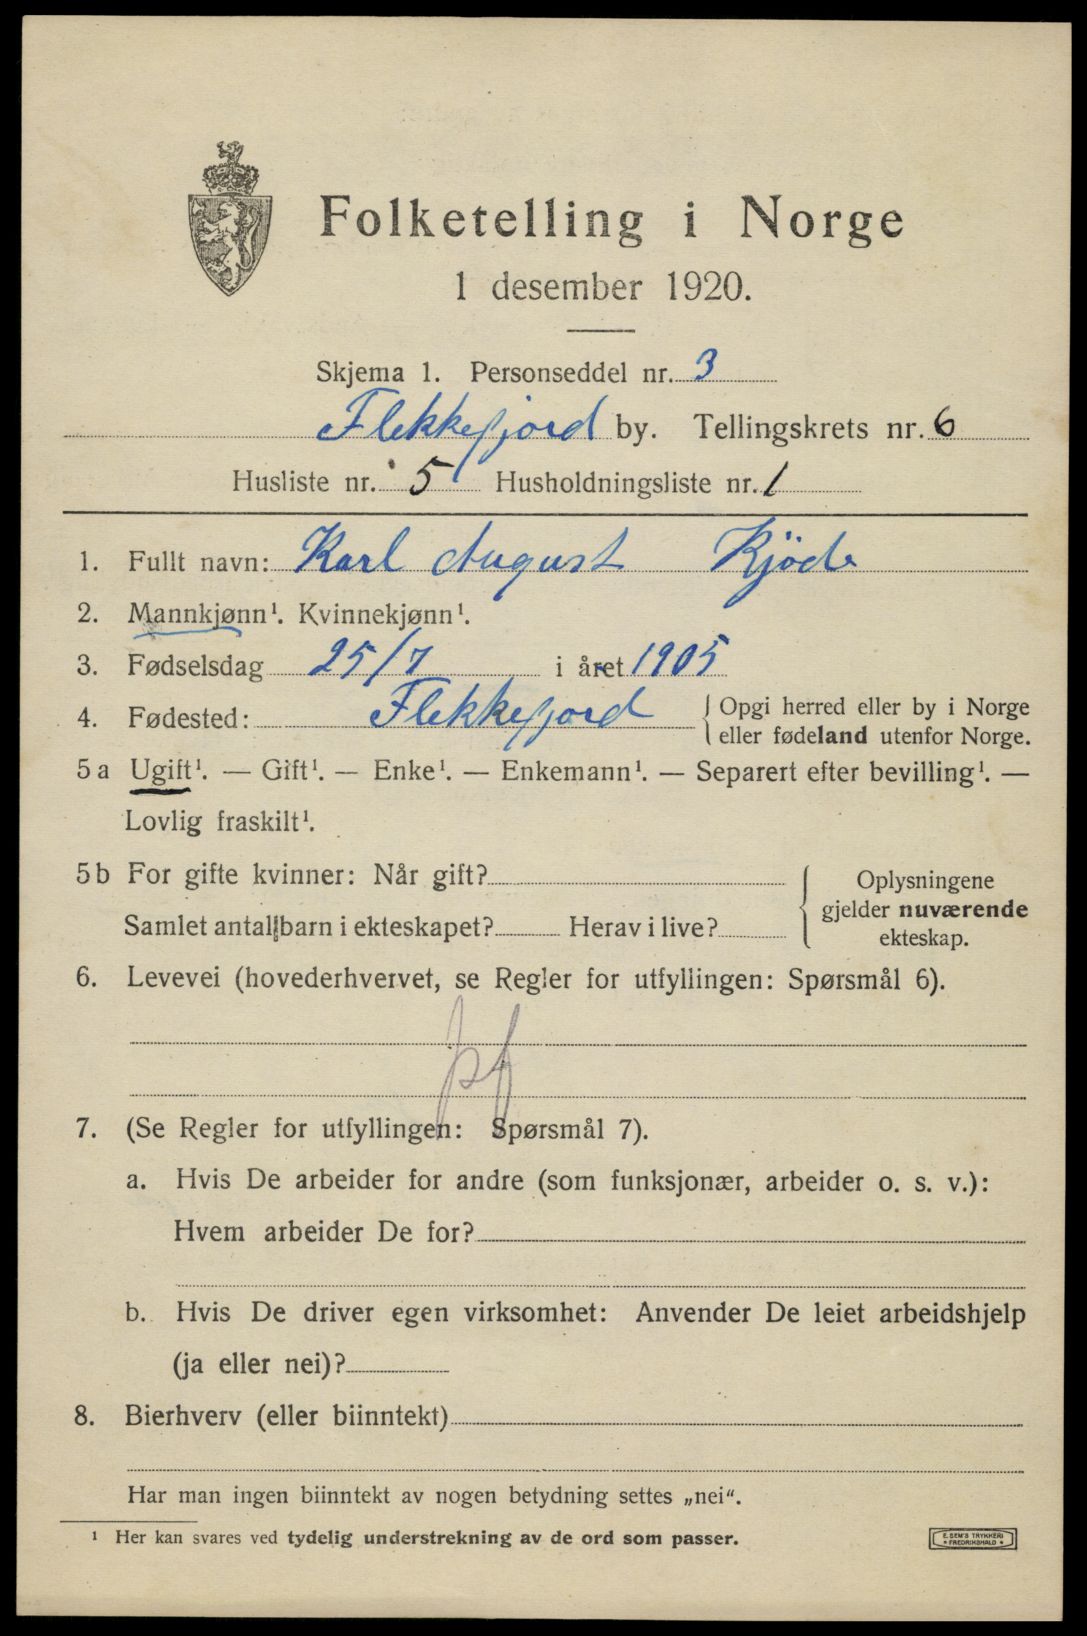 Folketelling i Norge
1 desember 1920.
Skjema 1. Personseddel nr. 3
Flekkefjord by. Tellingskrets nr. 6
Husliste nr. 5 Husholdningsliste nr. 1
1. Fullt navn: Karl August Kjöde
2. Mannkjønn¹. Kvinnekjønn¹.
3. Fødselsdag 25/7 i året 1905
4. Fødested: Flekkefjord { Opgi herred eller by i Norge
eller fødeland utenfor Norge.
5 a Ugift¹. — Gift¹. — Enke¹. — Enkemann¹. — Separert efter bevilling¹. —
Lovlig fraskilt¹.
5 b For gifte kvinner: Når gift?
Samlet antall barn i ekteskapet? Herav i live?
Oplysningene
gjelder nuværende
ekteskap.
6. Levevei (hovederhvervet, se Regler for utfyllingen: Spørsmål 6).
7. (Se Regler for utfyllingen: Spørsmål 7).
a. Hvis De arbeider for andre (som funksjonær, arbeider o. s. v.):
Hvem arbeider De for?
b. Hvis De driver egen virksomhet: Anvender De leiet arbeidshjelp
(ja eller nei)?
8. Bierhverv (eller biinntekt)
Har man ingen biinntekt av nogen betydning settes „nei“.
¹ Her kan svares ved tydelig understrekning av de ord som passer.
E. SEM'S TRYKKERI
• FREDRIKSHALD •